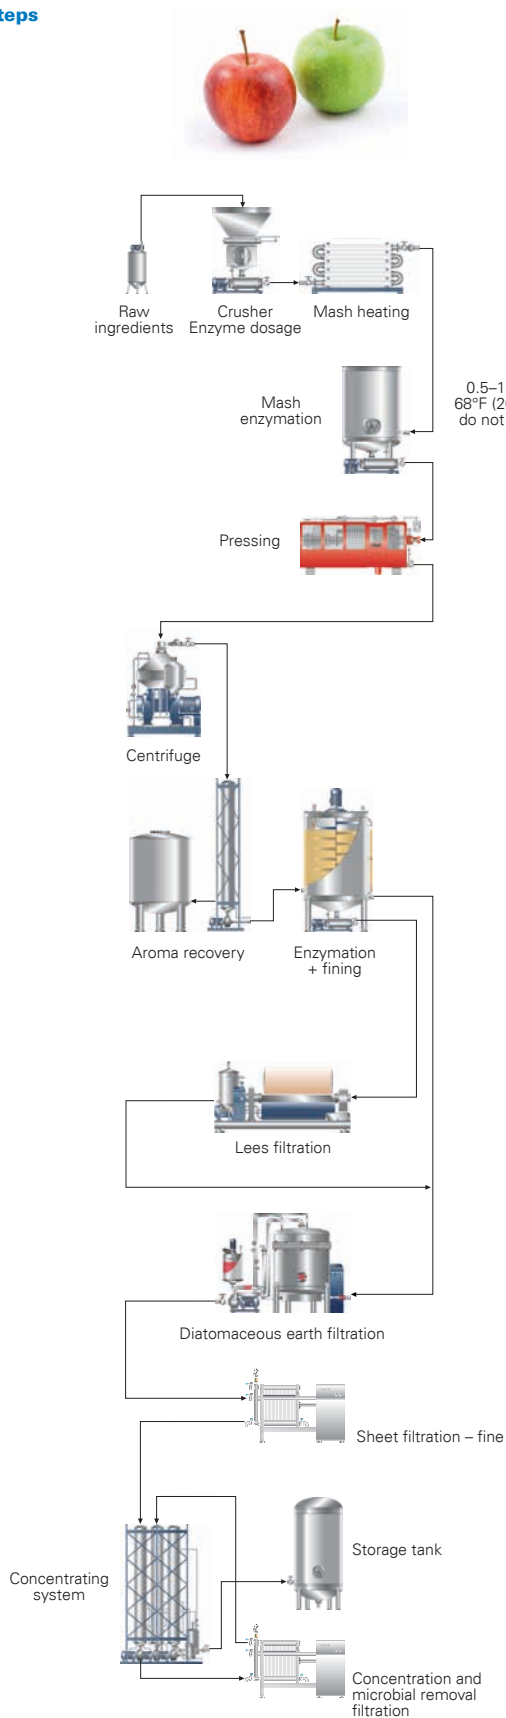 teps
Raw
ingredients
Crusher
Enzyme dosage
Mash heating
Mash
enzymation
0.5–1
68°F (2
do not
Pressing
Centrifuge
Aroma recovery
Enzymation
+ fining
Lees filtration
Diatomaceous earth filtration
Sheet filtration – fine
Storage tank
Concentrating
system
Concentration and
microbial removal
filtration